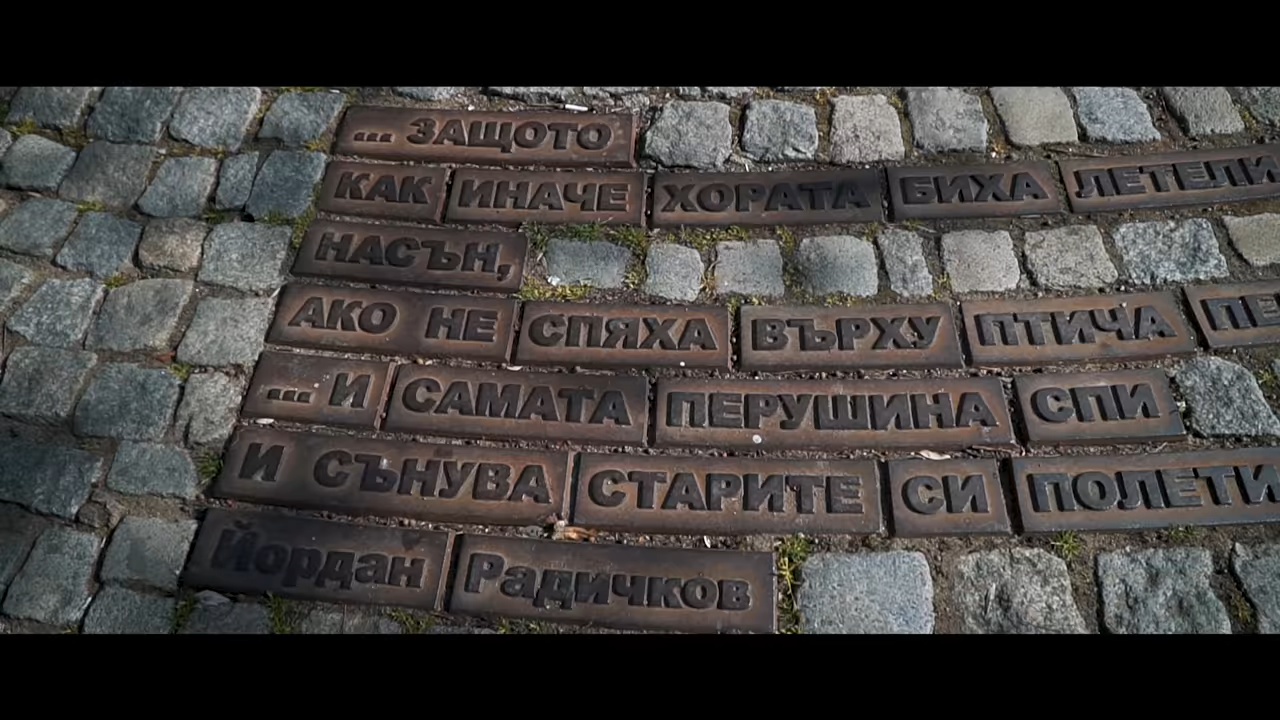 ... ЗАЩОТО
КАК ИНАЧЕ ХОРАТА БИХА ЛЕТЕЛИ
НАСЪН,
АКО НЕ СПЯХА ВЪРХУ ПТИЧА ПЕ
... И САМАТА ПЕРУШИНА СПИ
И СЪНУВА СТАРИТЕ СИ ПОЛЕТИ
Йордан Радичков